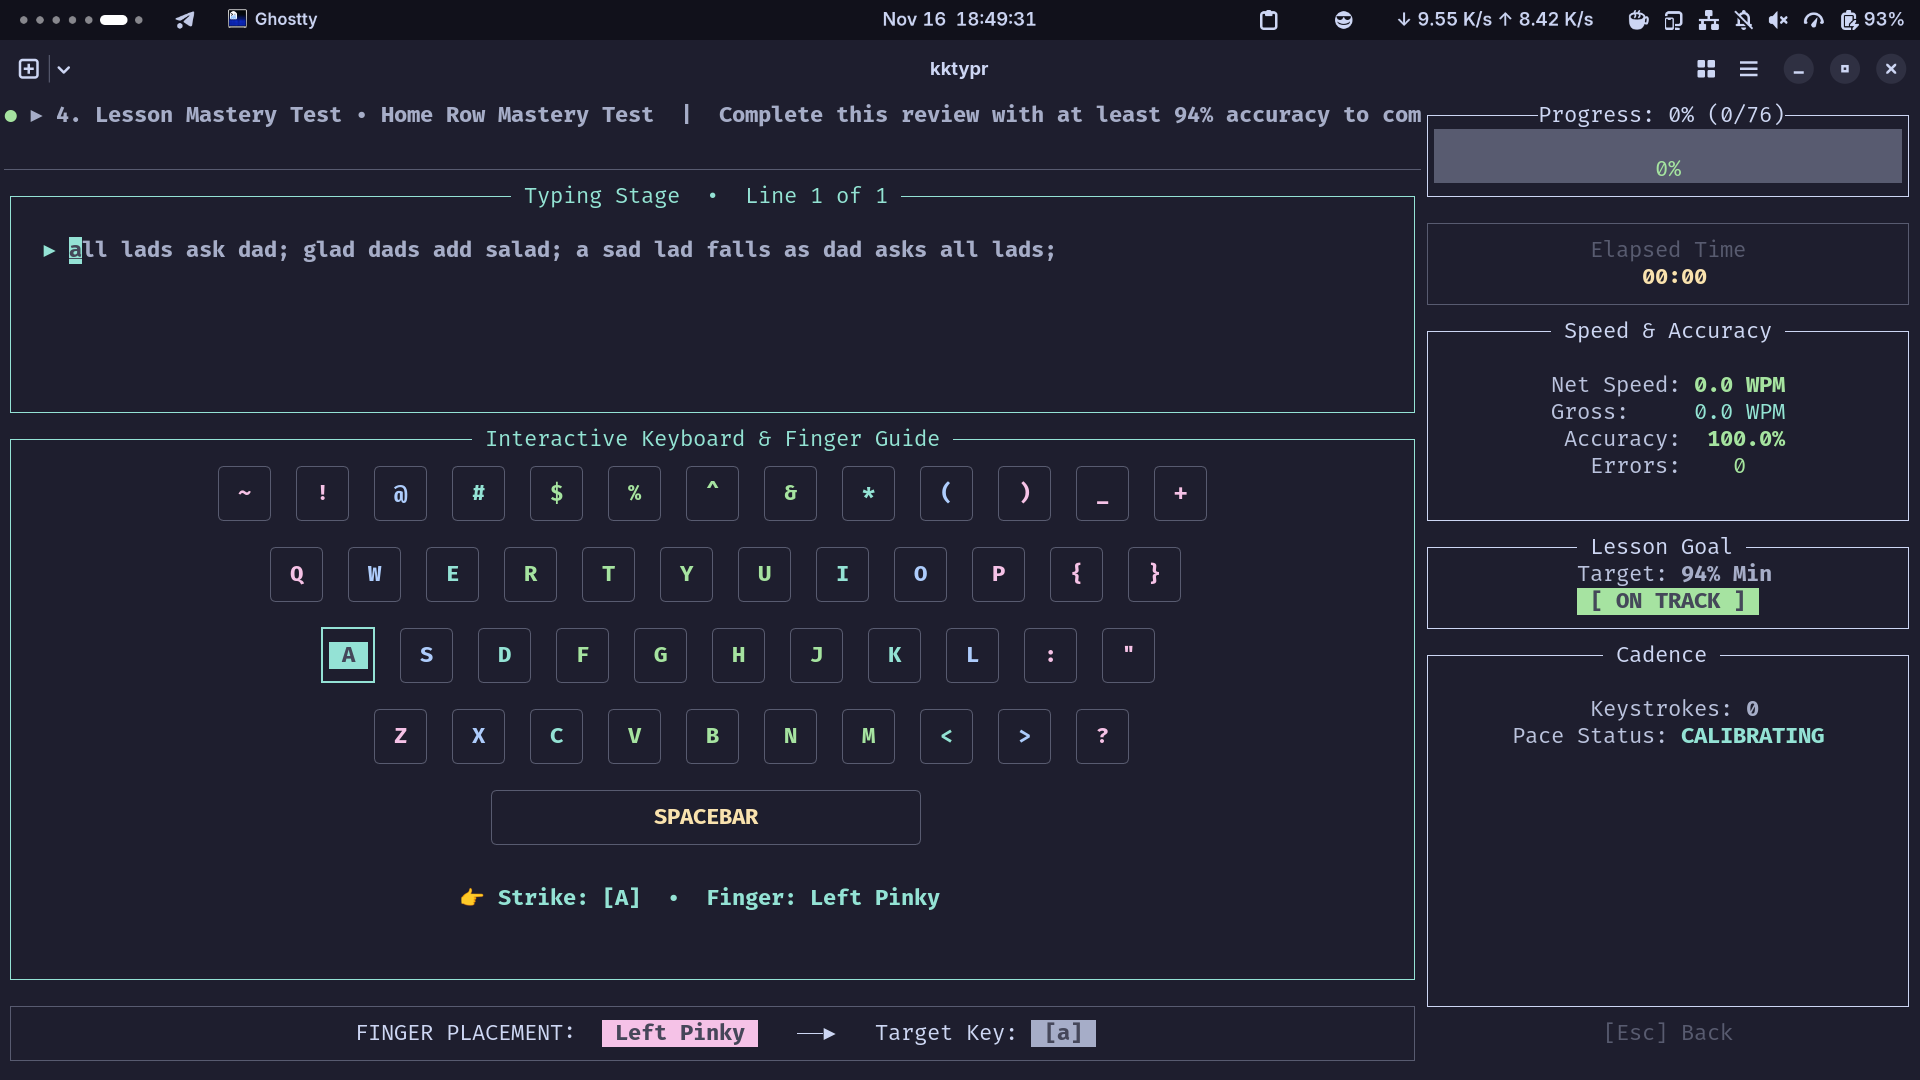 Ghostty
Nov 16 18:49:31
↓ 9.55 K/s ↑ 8.42 K/s
93%
kktypr
● ▶ 4. Lesson Mastery Test • Home Row Mastery Test | Complete this review with at least 94% accuracy to com
Progress: 0% (0/76)
0%
Typing Stage • Line 1 of 1
▶ all lads ask dad; glad dads add salad; a sad lad falls as dad asks all lads;
Elapsed Time
00:00
Speed & Accuracy
Net Speed: 0.0 WPM
Gross: 0.0 WPM
Accuracy: 100.0%
Errors: 0
Interactive Keyboard & Finger Guide
~ ! @ # $ % ^ & * ( ) _ +
Q W E R T Y U I O P { }
A S D F G H J K L : "
Z X C V B N M < > ?
SPACEBAR
👉 Strike: [A] • Finger: Left Pinky
Lesson Goal
Target: 94% Min
[ ON TRACK ]
Cadence
Keystrokes: 0
Pace Status: CALIBRATING
FINGER PLACEMENT: Left Pinky ──▶ Target Key: [a]
[Esc] Back